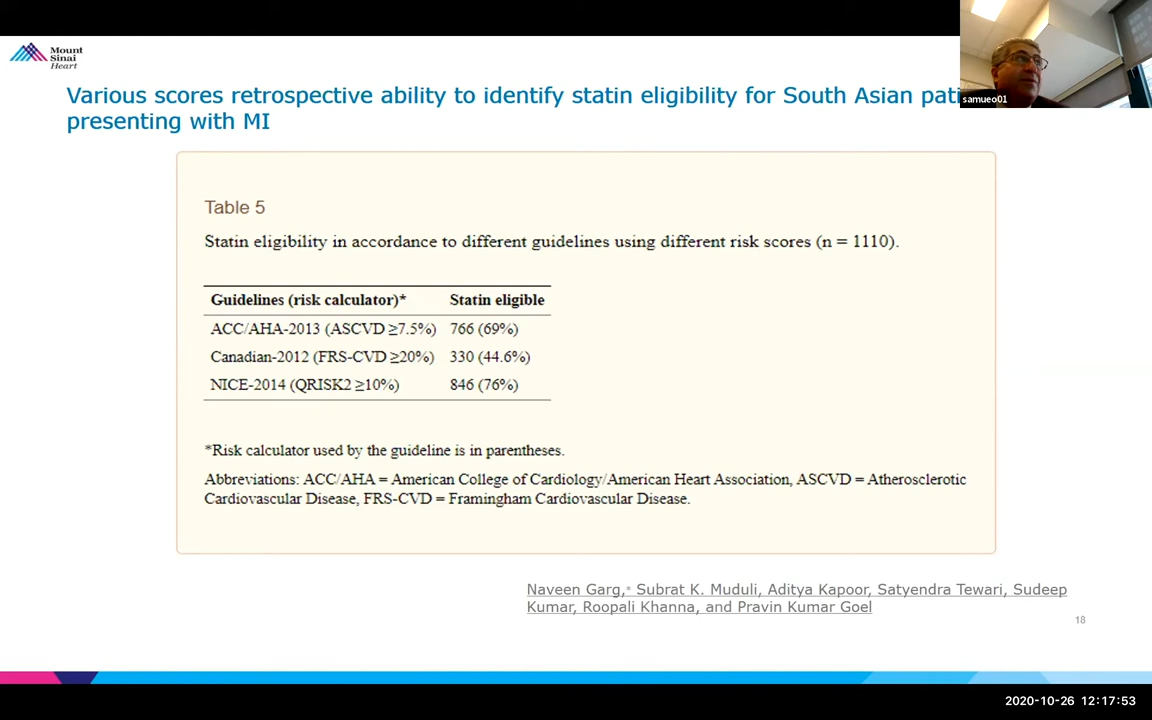 Mount
Sinai
Heart
Various scores retrospective ability to identify statin eligibility for South Asian
presenting with MI
samueo01
Table 5
Statin eligibility in accordance to different guidelines using different risk scores (n = 1110).
Guidelines (risk calculator)* Statin eligible
ACC/AHA-2013 (ASCVD ≥7.5%) 766 (69%)
Canadian-2012 (FRS-CVD ≥20%) 330 (44.6%)
NICE-2014 (QRISK2 ≥10%) 846 (76%)
*Risk calculator used by the guideline is in parentheses.
Abbreviations: ACC/AHA = American College of Cardiology/American Heart Association, ASCVD = Atherosclerotic
Cardiovascular Disease, FRS-CVD = Framingham Cardiovascular Disease.
Naveen Garg,* Subrat K. Muduli, Aditya Kapoor, Satyendra Tewari, Sudeep
Kumar, Roopali Khanna, and Pravin Kumar Goel
18
2020-10-26 12:17:53